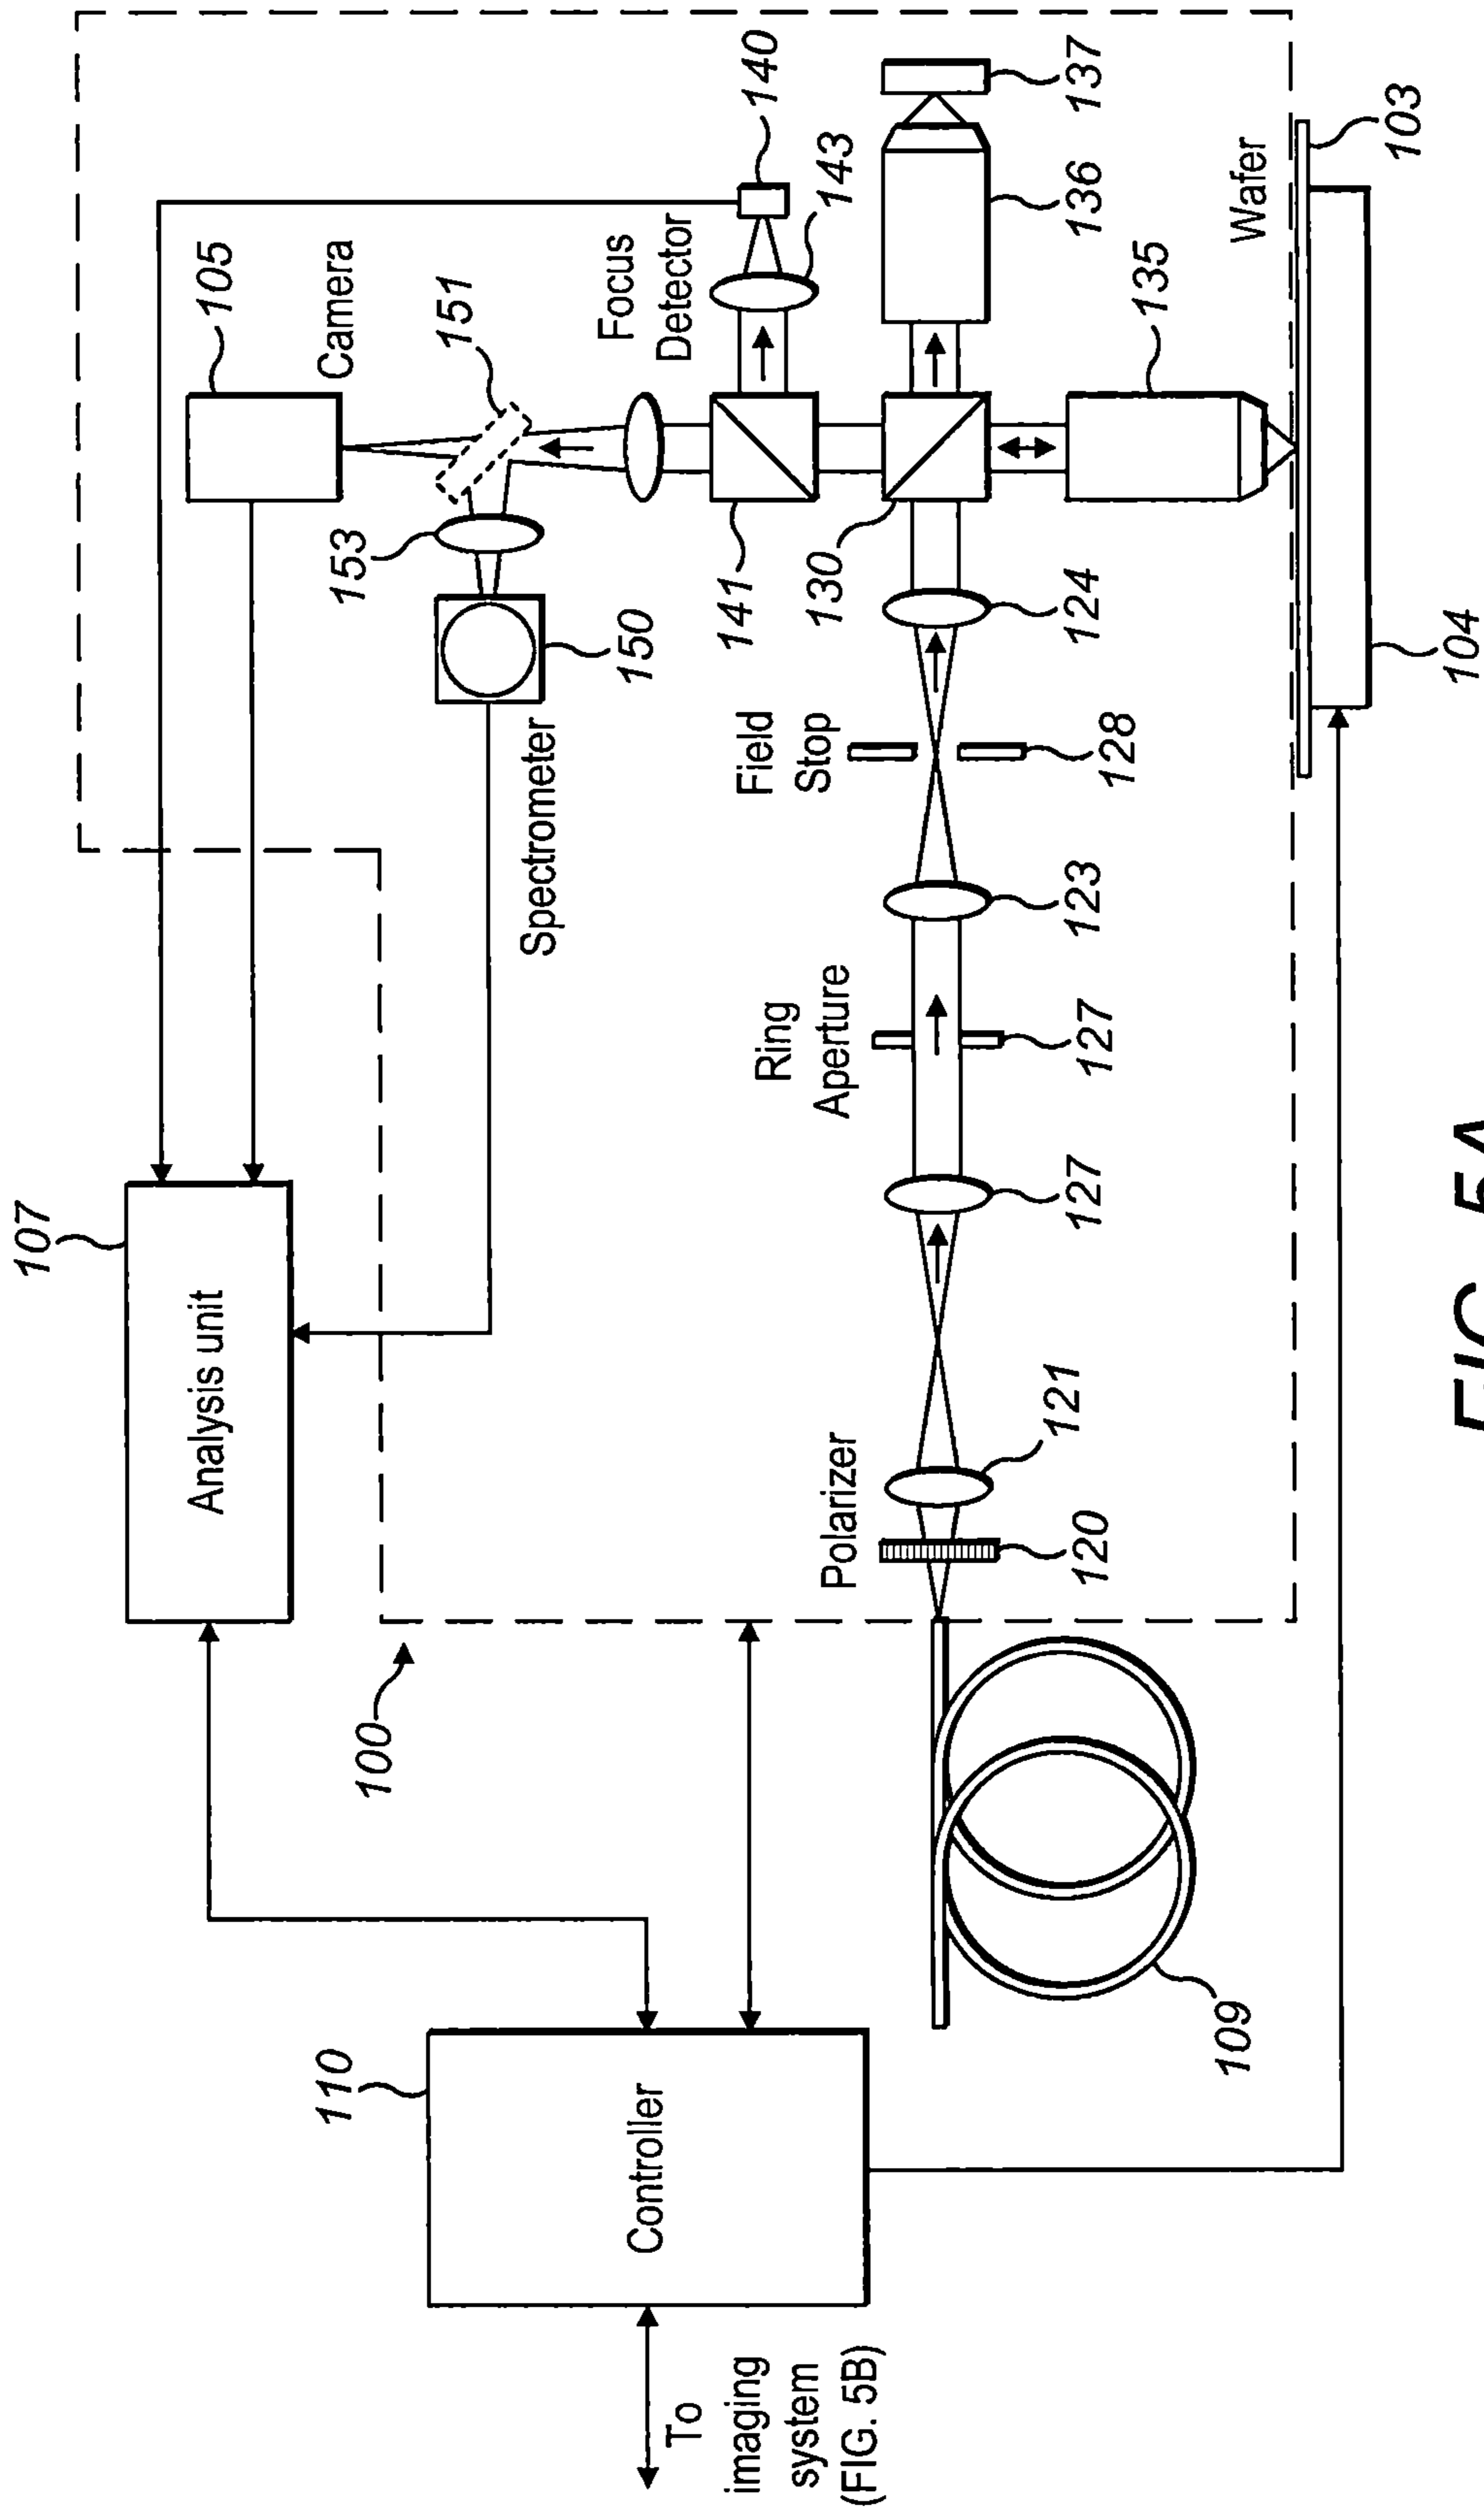 107
Analysis unit
105
Camera
140
Focus
Detector
143
151
153
150
Spectrometer
141
130
137
136
135
Wafer
103
104
124
Field
Stop
128
123
Ring
Aperture
127
127
121
Polarizer
120
100
110
Controller
109
To
imaging
system
(FIG. 5B)
FIG. 5A